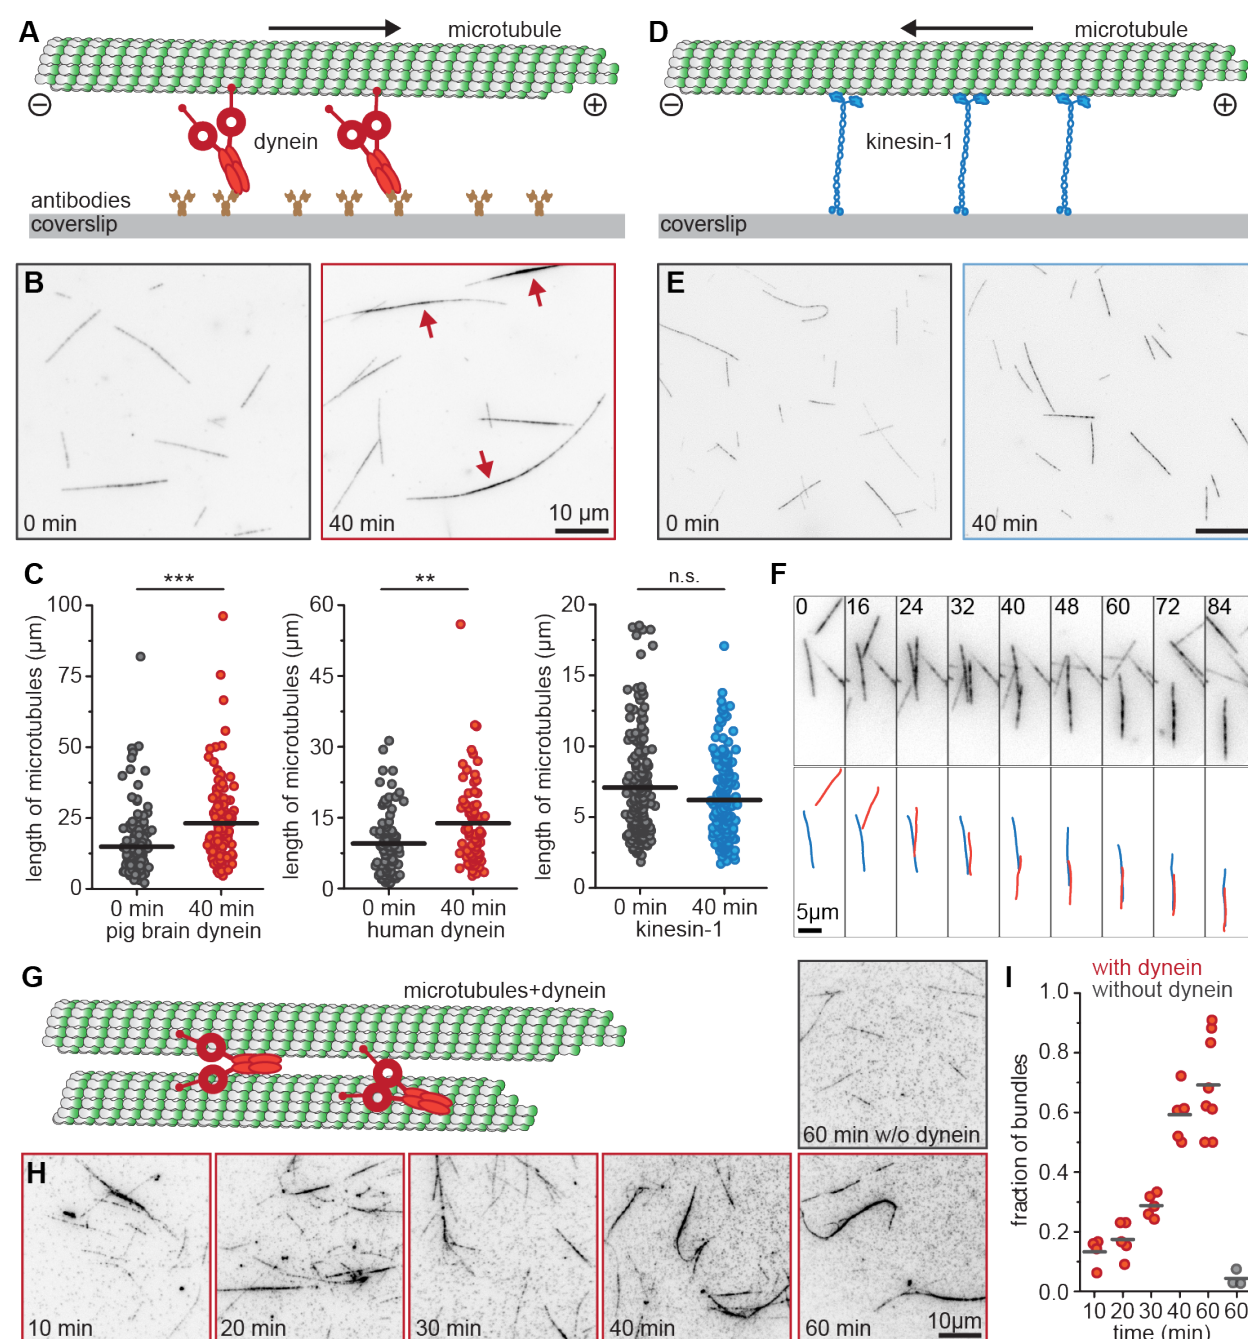 A
microtubule
−
+
dynein
antibodies
coverslip
D
microtubule
−
+
kinesin-1
coverslip
B
0 min
40 min
10 µm
E
0 min
40 min
C
***
length of microtubules (µm)
100
75
50
25
0
0 min
40 min
pig brain dynein
**
length of microtubules (µm)
60
45
30
15
0
0 min
40 min
human dynein
n.s.
length of microtubules (µm)
20
15
10
5
0
0 min
40 min
kinesin-1
F
0
16
24
32
40
48
60
72
84
5µm
G
microtubules+dynein
60 min w/o dynein
H
10 min
20 min
30 min
40 min
60 min
10µm
I
with dynein
without dynein
fraction of bundles
1.0
0.8
0.6
0.4
0.2
0.0
10 20 30 40 60 60
time (min)